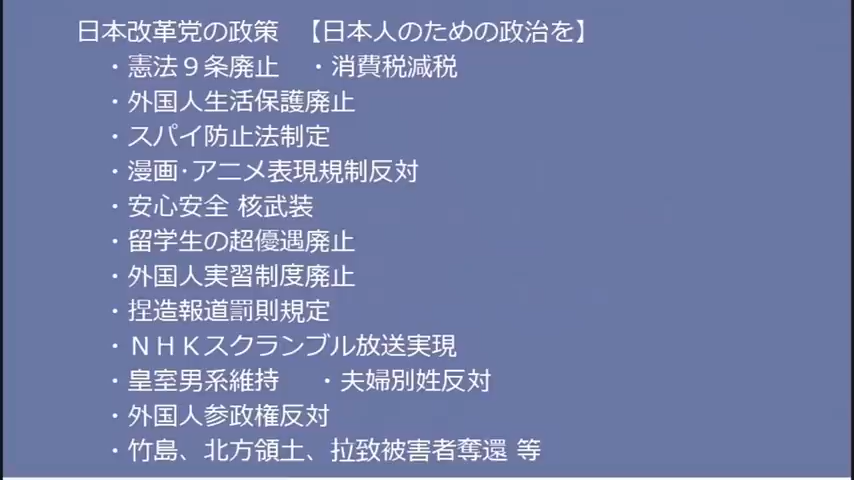 日本改革党の政策　【日本人のための政治を】
・憲法９条廃止　・消費税減税
・外国人生活保護廃止
・スパイ防止法制定
・漫画･アニメ表現規制反対
・安心安全 核武装
・留学生の超優遇廃止
・外国人実習制度廃止
・捏造報道罰則規定
・ＮＨＫスクランブル放送実現
・皇室男系維持　・夫婦別姓反対
・外国人参政権反対
・竹島、北方領土、拉致被害者奪還 等